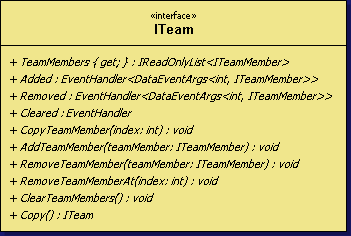 «interface»
ITeam
+ TeamMembers { get; } : IReadOnlyList<ITeamMember>
+ Added : EventHandler<DataEventArgs<int, ITeamMember>>
+ Removed : EventHandler<DataEventArgs<int, ITeamMember>>
+ Cleared : EventHandler
+ CopyTeamMember(index: int) : void
+ AddTeamMember(teamMember: ITeamMember) : void
+ RemoveTeamMember(teamMember: ITeamMember) : void
+ RemoveTeamMemberAt(index: int) : void
+ ClearTeamMembers() : void
+ Copy() : ITeam